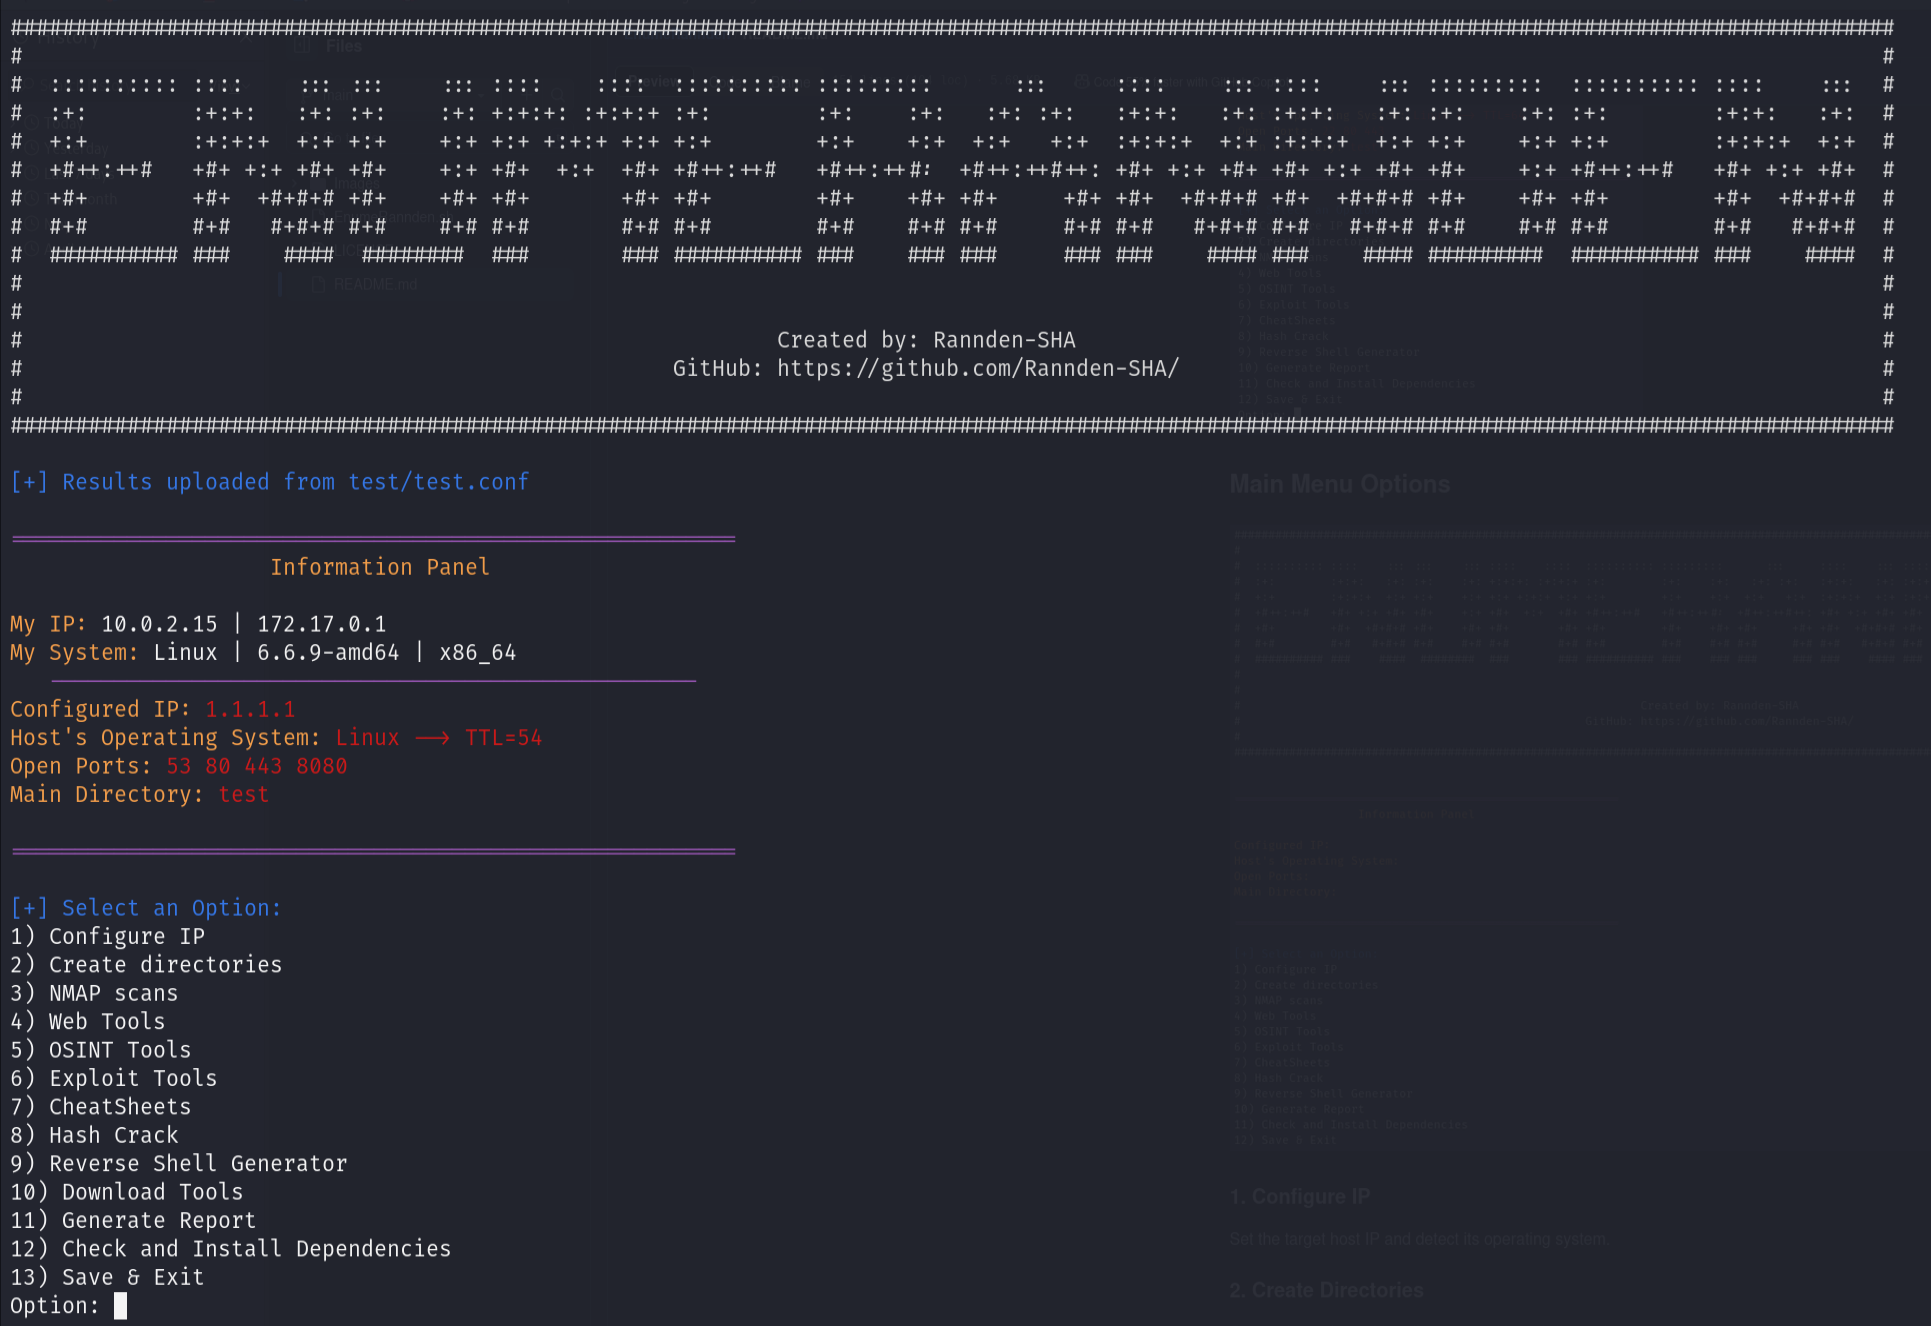 Created by: Rannden-SHA
GitHub: https://github.com/Rannden-SHA/
[+] Results uploaded from test/test.conf
Information Panel
My IP: 10.0.2.15 | 172.17.0.1
My System: Linux | 6.6.9-amd64 | x86_64
Configured IP: 1.1.1.1
Host's Operating System: Linux --> TTL=54
Open Ports: 53 80 443 8080
Main Directory: test
[+] Select an Option:
1) Configure IP
2) Create directories
3) NMAP scans
4) Web Tools
5) OSINT Tools
6) Exploit Tools
7) CheatSheets
8) Hash Crack
9) Reverse Shell Generator
10) Download Tools
11) Generate Report
12) Check and Install Dependencies
13) Save & Exit
Option:
Files
README.md
Main Menu Options
1. Configure IP
Set the target host IP and detect its operating system.
2. Create Directories